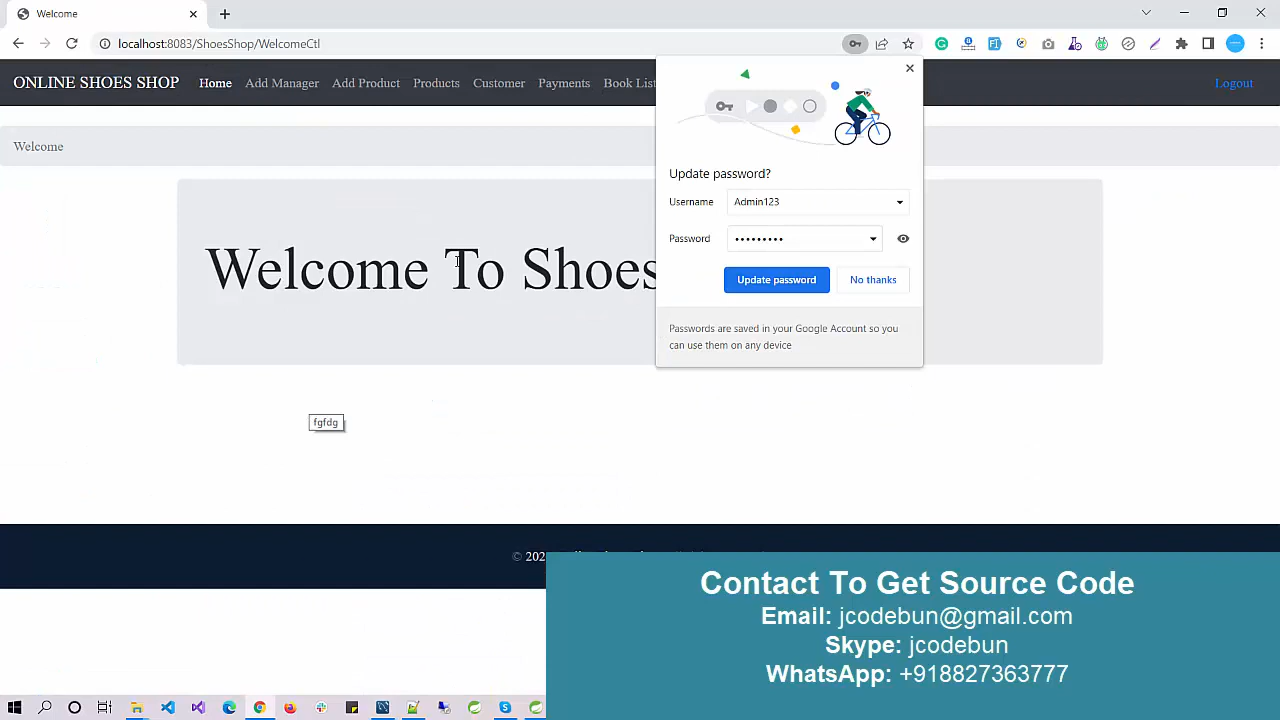 Welcome
localhost:8083/ShoesShop/WelcomeCtl
ONLINE SHOES SHOP Home Add Manager Add Product Products Customer Payments Book List Logout
Welcome
Welcome To Shoes
Update password?
Username Admin123
Password •••••••••
Update password No thanks
Passwords are saved in your Google Account so you
can use them on any device
fgfdg
© 202
Contact To Get Source Code
Email: jcodebun@gmail.com
Skype: jcodebun
WhatsApp: +918827363777